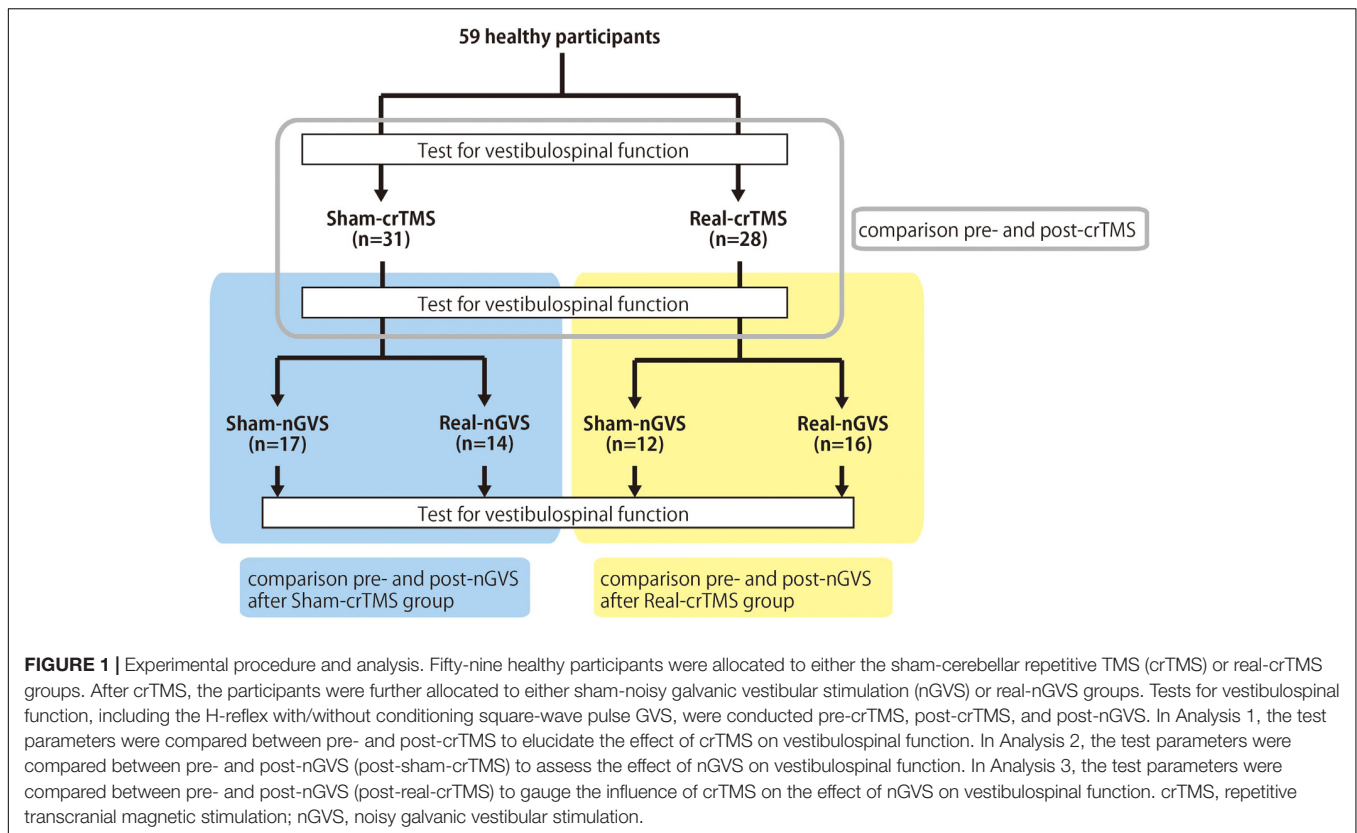 59 healthy participants
Test for vestibulospinal function
Sham-crTMS
(n=31)
Real-crTMS
(n=28)
comparison pre- and post-crTMS
Test for vestibulospinal function
Sham-nGVS
(n=17)
Real-nGVS
(n=14)
Sham-nGVS
(n=12)
Real-nGVS
(n=16)
Test for vestibulospinal function
comparison pre- and post-nGVS
after Sham-crTMS group
comparison pre- and post-nGVS
after Real-crTMS group
FIGURE 1 | Experimental procedure and analysis. Fifty-nine healthy participants were allocated to either the sham-cerebellar repetitive TMS (crTMS) or real-crTMS
groups. After crTMS, the participants were further allocated to either sham-noisy galvanic vestibular stimulation (nGVS) or real-nGVS groups. Tests for vestibulospinal
function, including the H-reflex with/without conditioning square-wave pulse GVS, were conducted pre-crTMS, post-crTMS, and post-nGVS. In Analysis 1, the test
parameters were compared between pre- and post-crTMS to elucidate the effect of crTMS on vestibulospinal function. In Analysis 2, the test parameters were
compared between pre- and post-nGVS (post-sham-crTMS) to assess the effect of nGVS on vestibulospinal function. In Analysis 3, the test parameters were
compared between pre- and post-nGVS (post-real-crTMS) to gauge the influence of crTMS on the effect of nGVS on vestibulospinal function. crTMS, repetitive
transcranial magnetic stimulation; nGVS, noisy galvanic vestibular stimulation.